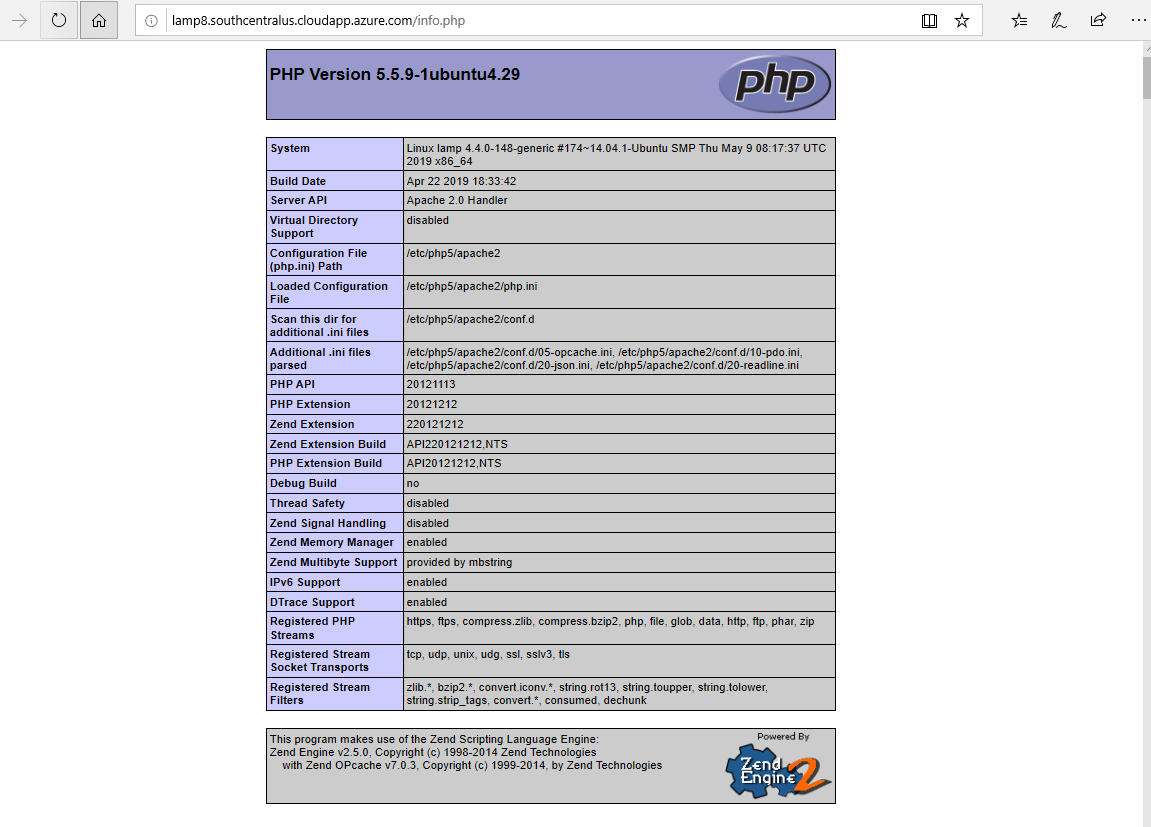 lamp8.southcentralus.cloudapp.azure.com/info.php
PHP Version 5.5.9-1ubuntu4.29
php
System
Linux lamp 4.4.0-148-generic #174~14.04.1-Ubuntu SMP Thu May 9 08:17:37 UTC
2019 x86_64
Build Date
Apr 22 2019 18:33:42
Server API
Apache 2.0 Handler
Virtual Directory
Support
disabled
Configuration File
(php.ini) Path
/etc/php5/apache2
Loaded Configuration
File
/etc/php5/apache2/php.ini
Scan this dir for
additional .ini files
/etc/php5/apache2/conf.d
Additional .ini files
parsed
/etc/php5/apache2/conf.d/05-opcache.ini, /etc/php5/apache2/conf.d/10-pdo.ini,
/etc/php5/apache2/conf.d/20-json.ini, /etc/php5/apache2/conf.d/20-readline.ini
PHP API
20121113
PHP Extension
20121212
Zend Extension
220121212
Zend Extension Build
API220121212,NTS
PHP Extension Build
API20121212,NTS
Debug Build
no
Thread Safety
disabled
Zend Signal Handling
disabled
Zend Memory Manager
enabled
Zend Multibyte Support
provided by mbstring
IPv6 Support
enabled
DTrace Support
enabled
Registered PHP
Streams
https, ftps, compress.zlib, compress.bzip2, php, file, glob, data, http, ftp, phar, zip
Registered Stream
Socket Transports
tcp, udp, unix, udg, ssl, sslv3, tls
Registered Stream
Filters
zlib.*, bzip2.*, convert.iconv.*, string.rot13, string.toupper, string.tolower,
string.strip_tags, convert.*, consumed, dechunk
This program makes use of the Zend Scripting Language Engine:
Zend Engine v2.5.0, Copyright (c) 1998-2014 Zend Technologies
with Zend OPcache v7.0.3, Copyright (c) 1999-2014, by Zend Technologies
Powered By
Zend
Engine 2